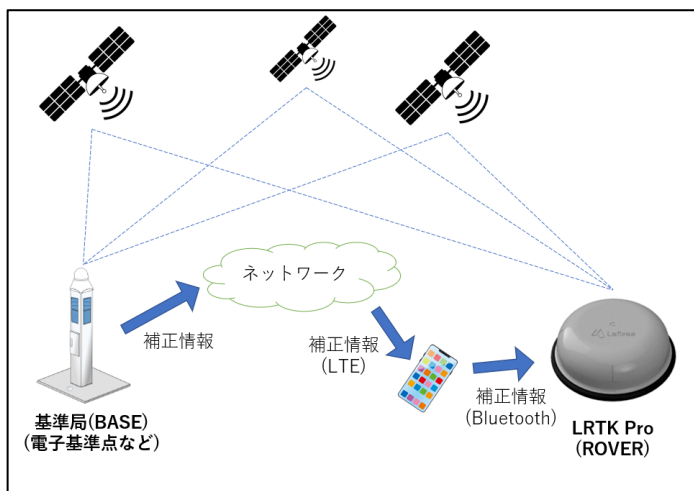 ネットワーク
補正情報
補正情報
(LTE)
補正情報
(Bluetooth)
基準局(BASE)
(電子基準点など)
LRTK Pro
(ROVER)